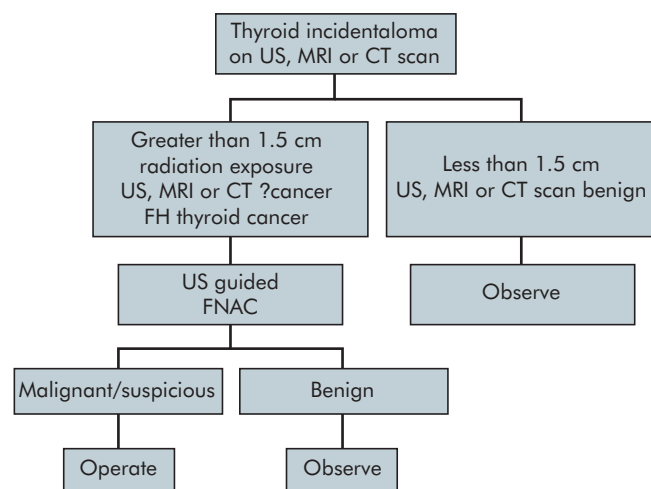 Thyroid incidentaloma
on US, MRI or CT scan
Greater than 1.5 cm
radiation exposure
US, MRI or CT ?cancer
FH thyroid cancer
Less than 1.5 cm
US, MRI or CT scan benign
US guided
FNAC
Observe
Malignant/suspicious
Benign
Operate
Observe